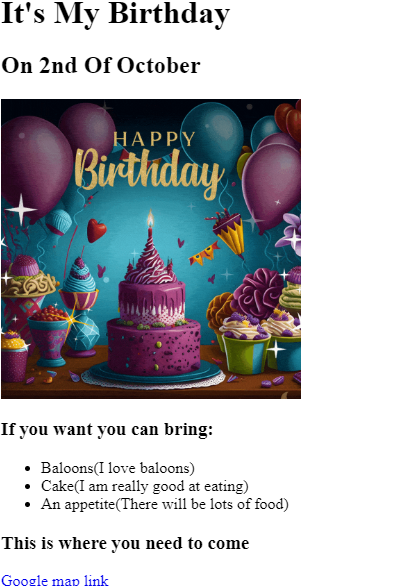 It's My Birthday
On 2nd Of October
HAPPY
Birthday
If you want you can bring:
Baloons(I love baloons)
Cake(I am really good at eating)
An appetite(There will be lots of food)
This is where you need to come
Google map link